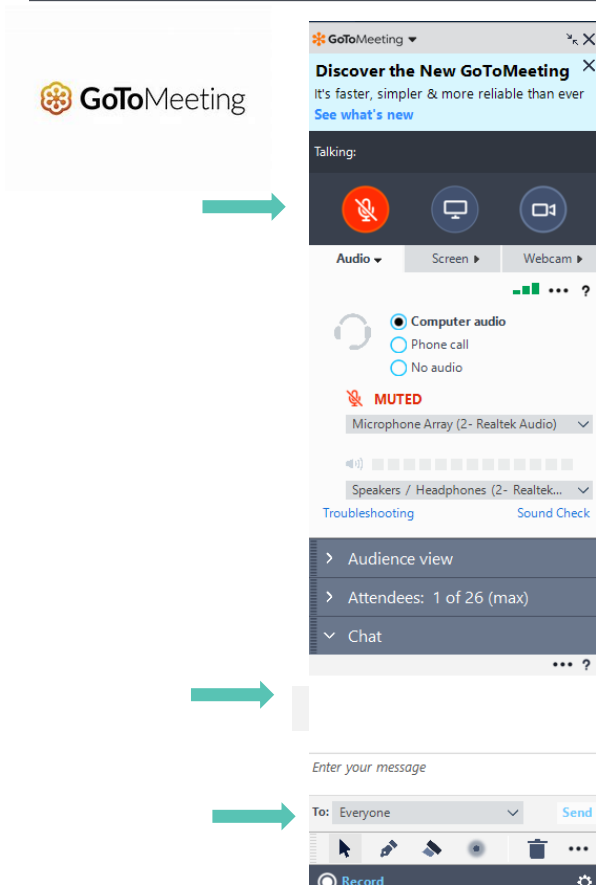 GoToMeeting
GoToMeeting
Discover the New GoToMeeting
It's faster, simpler & more reliable than ever
See what's new
Talking:
Audio Screen Webcam
?
Computer audio
Phone call
No audio
MUTED
Microphone Array (2- Realtek Audio)
Speakers / Headphones (2- Realtek...
Troubleshooting Sound Check
Audience view
Attendees: 1 of 26 (max)
Chat
?
Enter your message
To: Everyone Send
Record